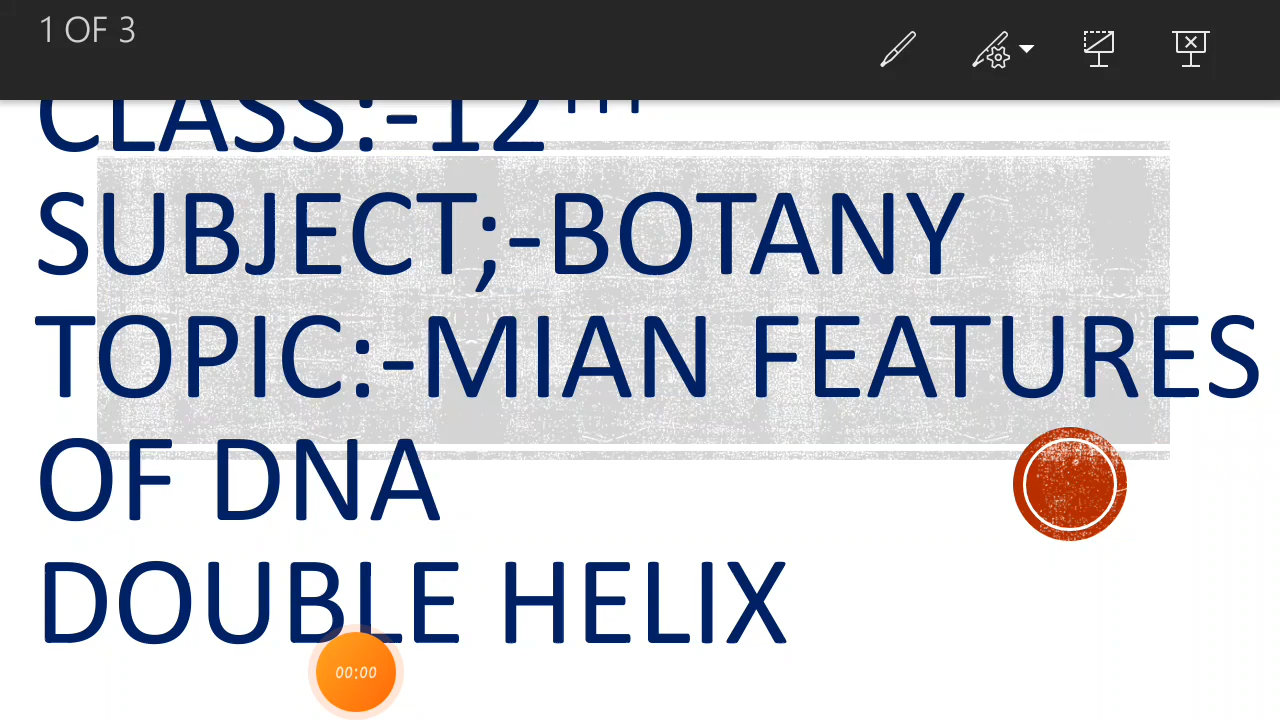 1 OF 3
CLASS:-12th
SUBJECT;-BOTANY
TOPIC:-MIAN FEATURES
OF DNA
DOUBLE HELIX
00:00